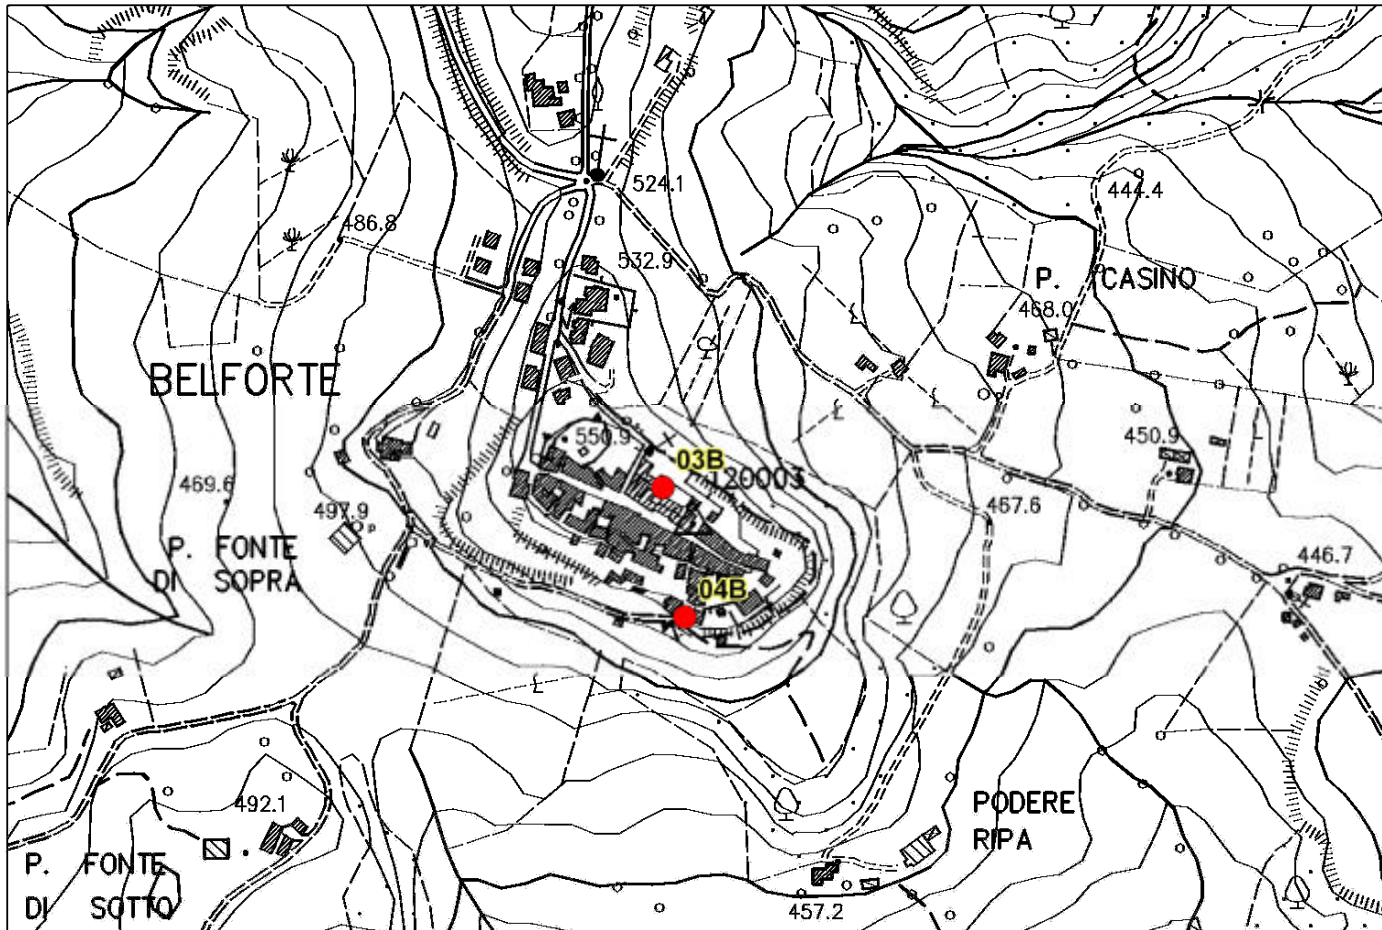 524.1
444.4
486.8
532.9
P. CASINO
468.0
BELFORTE
550.9
450.9
03B
120003
469.6
497.9
467.6
P. FONTE
DI SOPRA
446.7
04B
492.1
PODERE
RIPA
P. FONTE
DI SOTTO
457.2